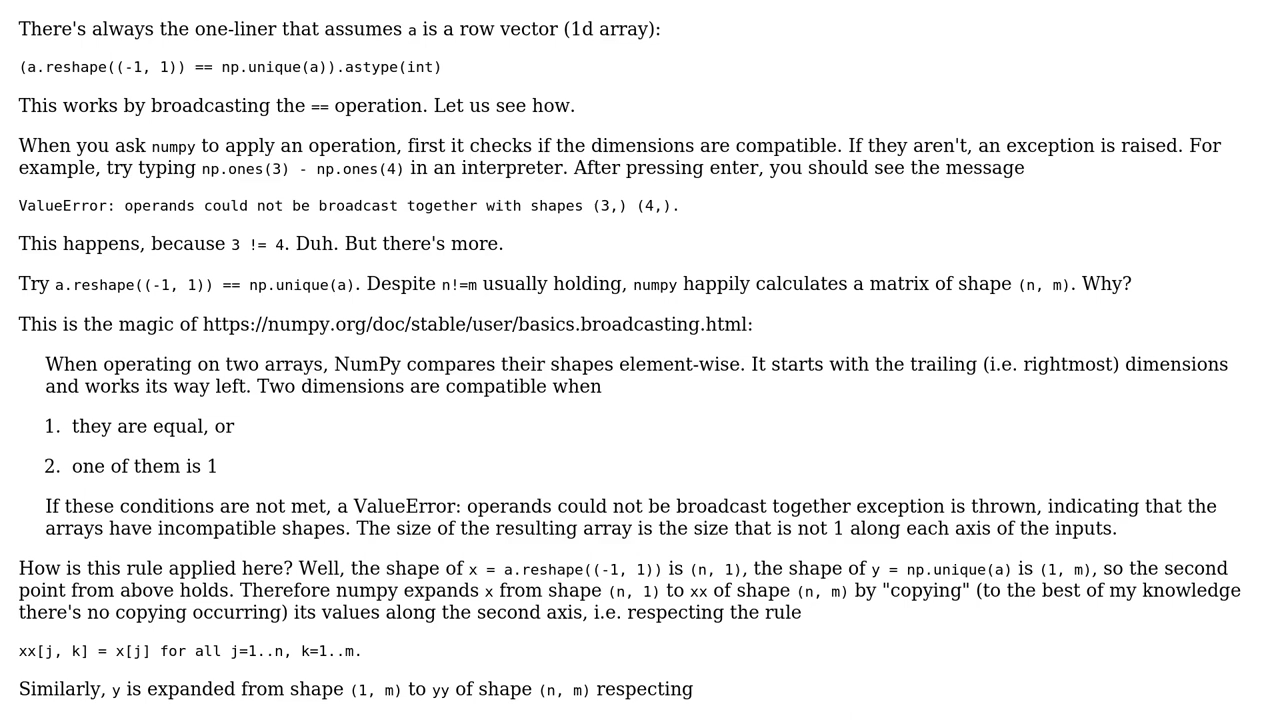 There's always the one-liner that assumes a is a row vector (1d array):
(a.reshape((-1, 1)) == np.unique(a)).astype(int)
This works by broadcasting the == operation. Let us see how.
When you ask numpy to apply an operation, first it checks if the dimensions are compatible. If they aren't, an exception is raised. For
example, try typing np.ones(3) - np.ones(4) in an interpreter. After pressing enter, you should see the message
ValueError: operands could not be broadcast together with shapes (3,) (4,).
This happens, because 3 != 4. Duh. But there's more.
Try a.reshape((-1, 1)) == np.unique(a). Despite n!=m usually holding, numpy happily calculates a matrix of shape (n, m). Why?
This is the magic of https://numpy.org/doc/stable/user/basics.broadcasting.html:
When operating on two arrays, NumPy compares their shapes element-wise. It starts with the trailing (i.e. rightmost) dimensions
and works its way left. Two dimensions are compatible when
1. they are equal, or
2. one of them is 1
If these conditions are not met, a ValueError: operands could not be broadcast together exception is thrown, indicating that the
arrays have incompatible shapes. The size of the resulting array is the size that is not 1 along each axis of the inputs.
How is this rule applied here? Well, the shape of x = a.reshape((-1, 1)) is (n, 1), the shape of y = np.unique(a) is (1, m), so the second
point from above holds. Therefore numpy expands x from shape (n, 1) to xx of shape (n, m) by "copying" (to the best of my knowledge
there's no copying occurring) its values along the second axis, i.e. respecting the rule
xx[j, k] = x[j] for all j=1..n, k=1..m.
Similarly, y is expanded from shape (1, m) to yy of shape (n, m) respecting